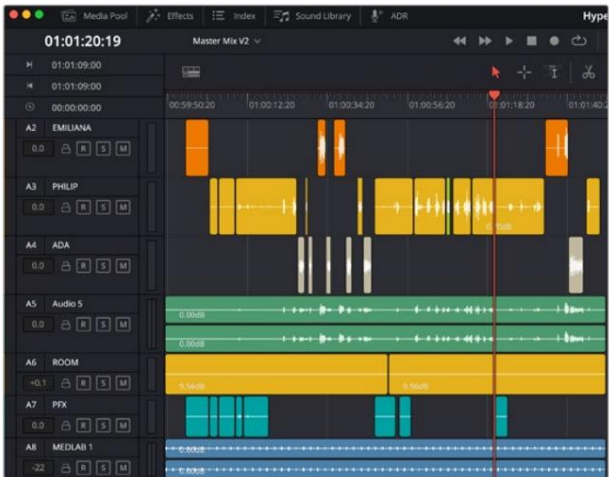 Media Pool Effects Index Sound Library ADR Hype
01:01:20:19 Master Mix V2
01:01:09:00
01:01:09:00
00:00:00:00
00:59:50:20 01:00:12:20 01:00:34:20 01:00:56:20 01:01:18:20 01:01:40:
A2 EMILIANA
0.0 R S M
A3 PHILIP
0.0 R S M
A4 ADA
0.0 R S M
A5 Audio 5
0.00dB
0.0 R S M
0.00dB
A6 ROOM
+0.1 R S M
9.56dB 9.56dB
A7 PFX
0.0 R S M
A8 MEDLAB 1
-22 R S M